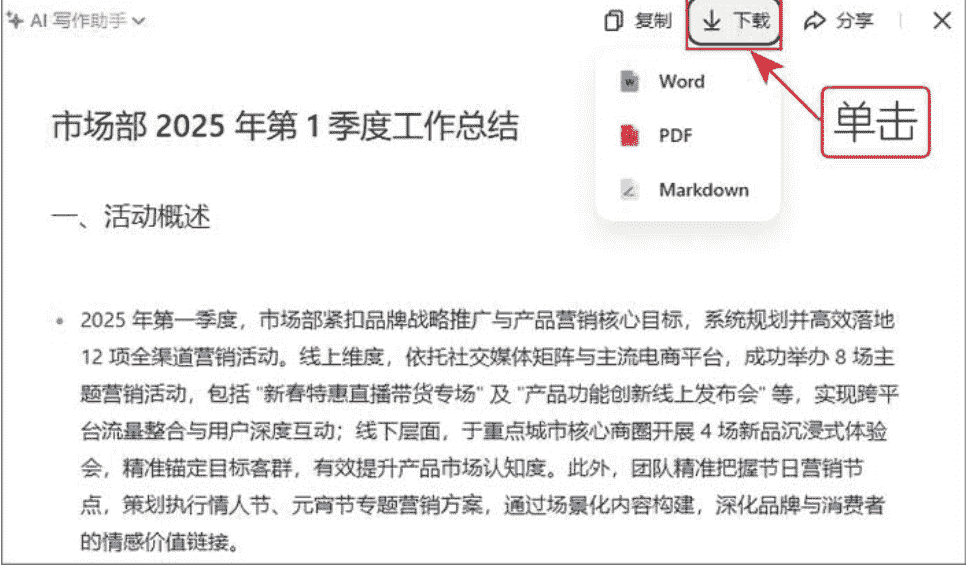 AI 写作助手
复制
下载
分享
Word
单击
市场部 2025 年第 1 季度工作总结
PDF
Markdown
一、活动概述
2025 年第一季度，市场部紧扣品牌战略推广与产品营销核心目标，系统规划并高效落地
12 项全渠道营销活动。线上维度，依托社交媒体矩阵与主流电商平台，成功举办 8 场主
题营销活动，包括 "新春特惠直播带货专场" 及 "产品功能创新线上发布会" 等，实现跨平
台流量整合与用户深度互动；线下层面，于重点城市核心商圈开展 4 场新品沉浸式体验
会，精准锚定目标客群，有效提升产品市场认知度。此外，团队精准把握节日营销节
点，策划执行情人节、元宵节专题营销方案，通过场景化内容构建，深化品牌与消费者
的情感价值链接。